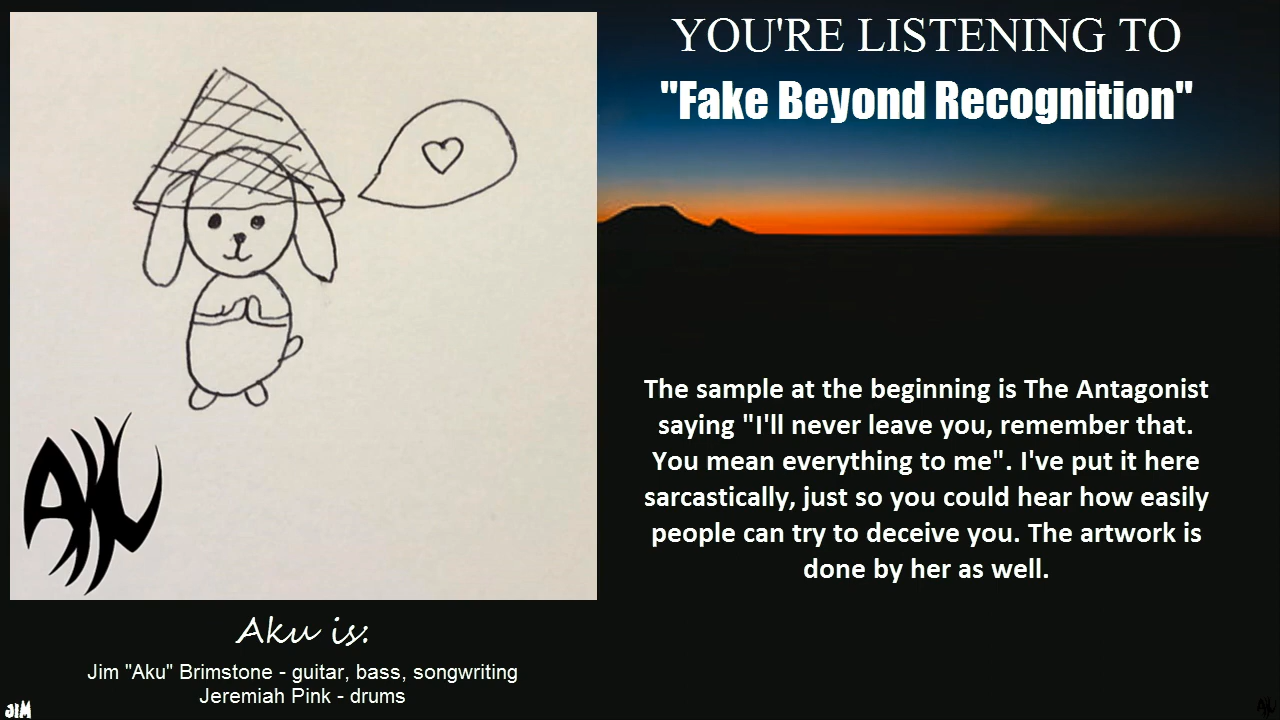 YOU'RE LISTENING TO
"Fake Beyond Recognition"
The sample at the beginning is The Antagonist
saying "I'll never leave you, remember that.
You mean everything to me". I've put it here
sarcastically, just so you could hear how easily
people can try to deceive you. The artwork is
done by her as well.
AKU
Aku is:
Jim "Aku" Brimstone - guitar, bass, songwriting
Jeremiah Pink - drums
JIM
AKU